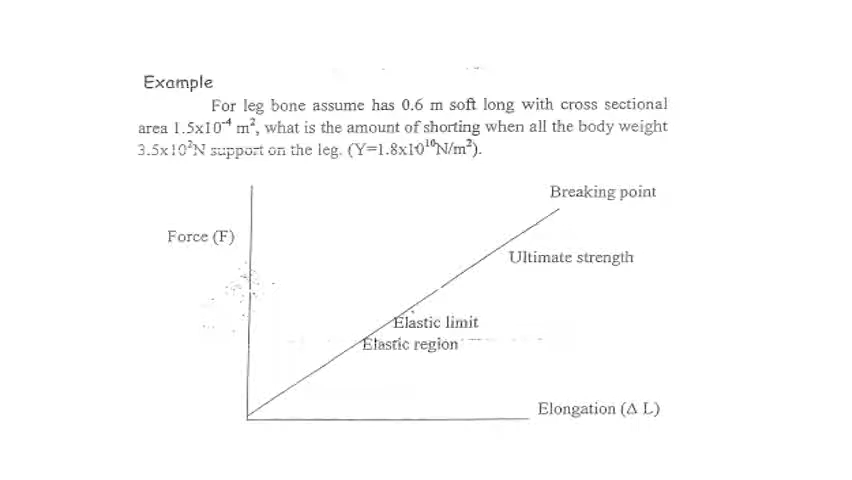 Example
For leg bone assume has 0.6 m soft long with cross sectional
area 1.5x10⁻⁴ m², what is the amount of shorting when all the body weight
3.5x10²N support on the leg. (Y=1.8x10¹⁰N/m²).
Breaking point
Force (F)
Ultimate strength
Elastic limit
Elastic region
Elongation (Δ L)